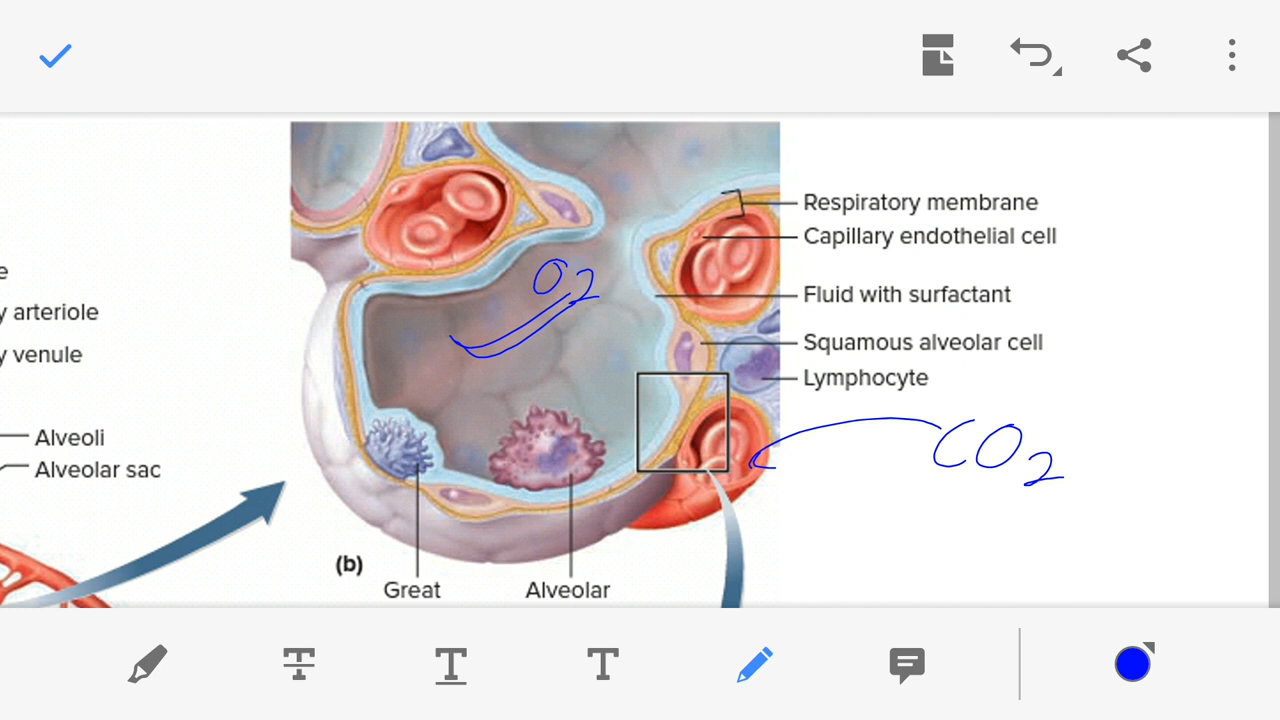 Respiratory membrane
Capillary endothelial cell
O2
Fluid with surfactant
Squamous alveolar cell
Lymphocyte
CO2
e
y arteriole
y venule
Alveoli
Alveolar sac
(b)
Great
Alveolar